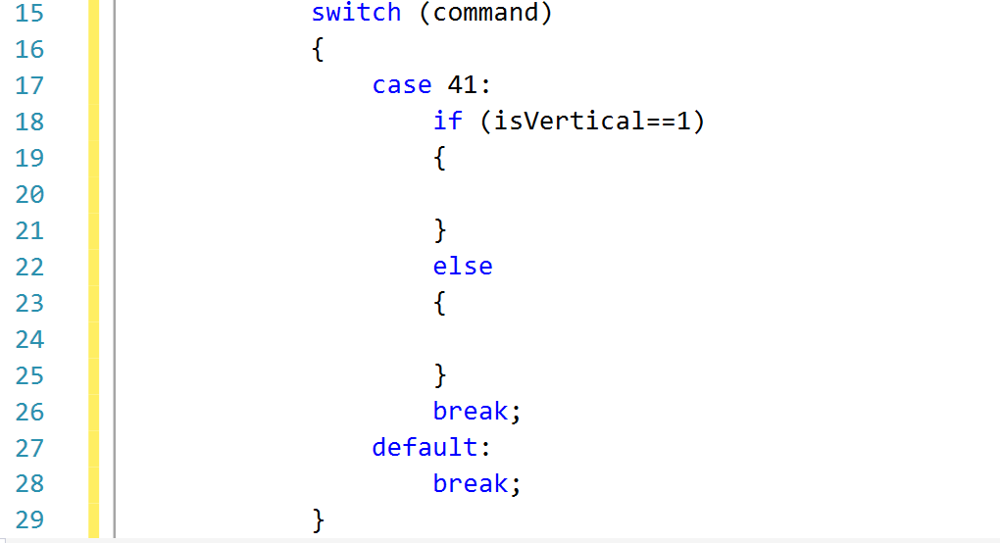 15 switch (command)
16 {
17 case 41:
18 if (isVertical==1)
19 {
20
21 }
22 else
23 {
24
25 }
26 break;
27 default:
28 break;
29 }